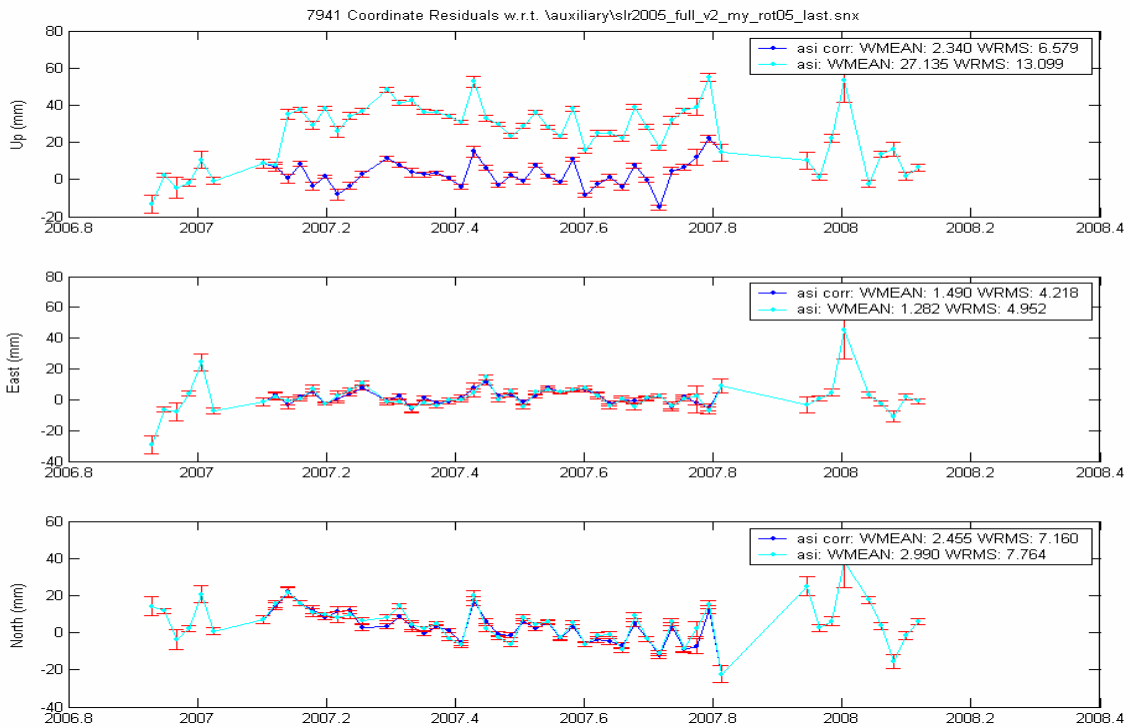 7941 Coordinate Residuals w.r.t. \auxiliary\slr2005_full_v2_my_rot05_last.snx
80
60
40
20
0
-20
Up (mm)
asi corr: WMEAN: 2.340 WRMS: 6.579
asi: WMEAN: 27.135 WRMS: 13.099
2006.8 2007 2007.2 2007.4 2007.6 2007.8 2008 2008.2 2008.4
80
60
40
20
0
-20
-40
East (mm)
asi corr: WMEAN: 1.490 WRMS: 4.218
asi: WMEAN: 1.282 WRMS: 4.952
2006.8 2007 2007.2 2007.4 2007.6 2007.8 2008 2008.2 2008.4
60
40
20
0
-20
-40
North (mm)
asi corr: WMEAN: 2.455 WRMS: 7.160
asi: WMEAN: 2.990 WRMS: 7.764
2006.8 2007 2007.2 2007.4 2007.6 2007.8 2008 2008.2 2008.4